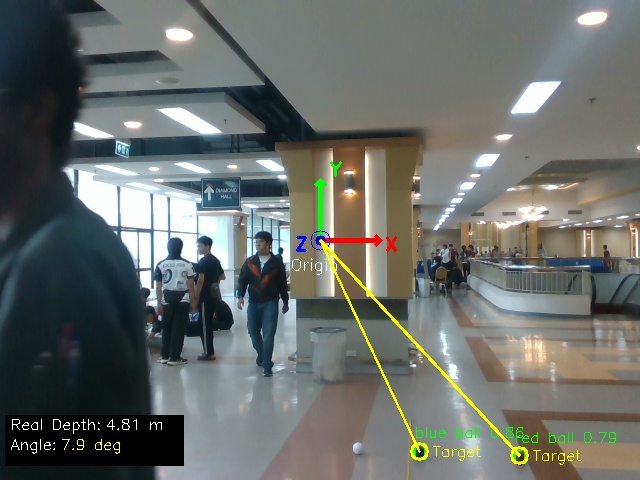 DIAMOND
HALL
Y
Z
X
Origin
2
blue ball 0.86
red ball 0.79
Target
Target
Real Depth: 4.81 m
Angle: 7.9 deg